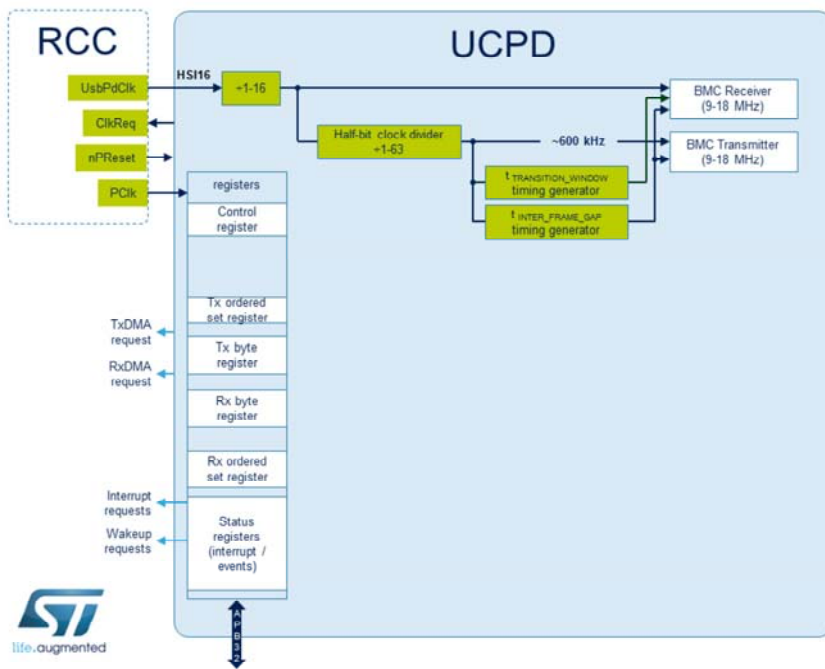 RCC
UCPD
UsbPdClk
HSI16
÷1-16
ClkReq
nPReset
PClk
Half-bit clock divider
÷1-63
~600 kHz
BMC Receiver
(9-18 MHz)
BMC Transmitter
(9-18 MHz)
t TRANSITION_WINDOW
timing generator
t INTER_FRAME_GAP
timing generator
registers
Control
register
Tx ordered
set register
TxDMA
request
Tx byte
register
RxDMA
request
Rx byte
register
Rx ordered
set register
Interrupt
requests
Status
registers
(interrupt /
events)
Wakeup
requests
APB32
ST
life.augmented